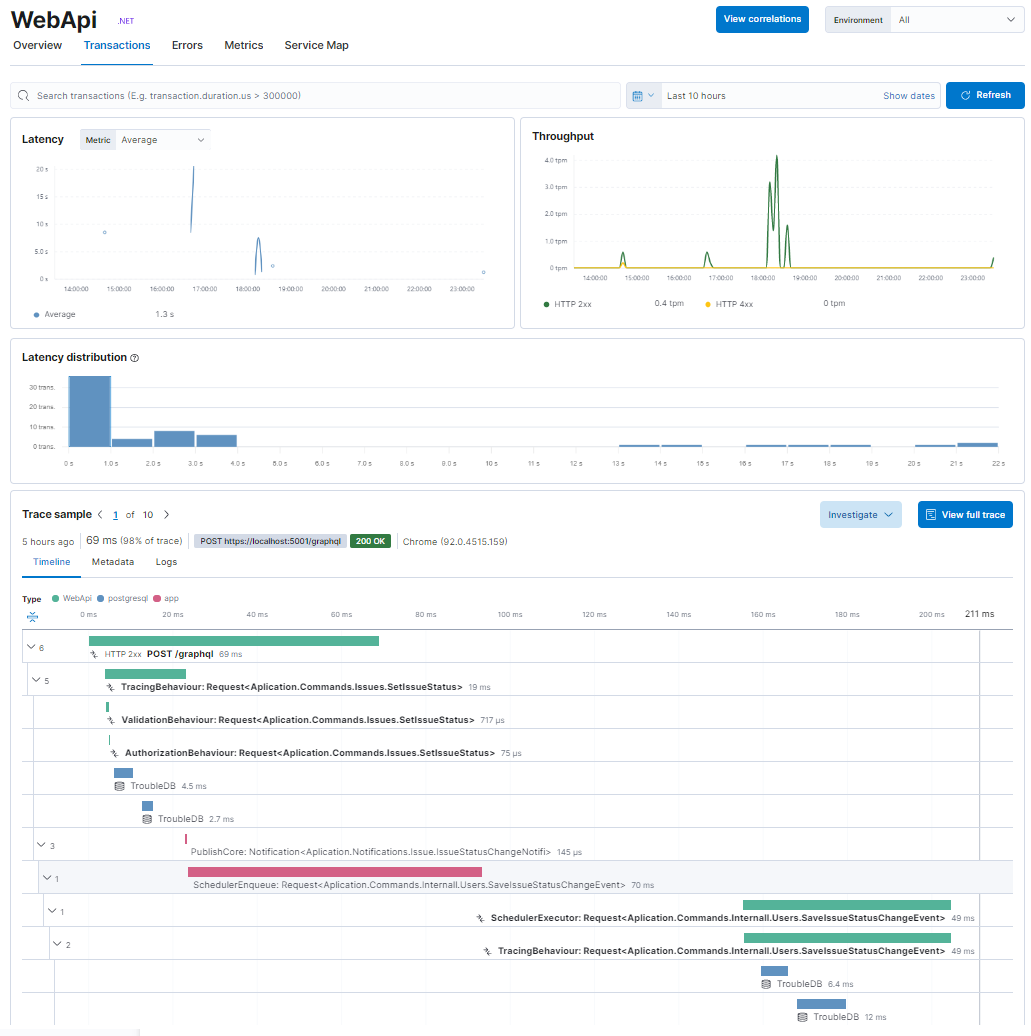 WebApi .NET View correlations Environment All
Overview Transactions Errors Metrics Service Map
Search transactions (E.g. transaction.duration.us > 300000) Last 10 hours Show dates Refresh
Latency Metric Average
20 s
15 s
10 s
5.0 s
0 s
14:00:00 15:00:00 16:00:00 17:00:00 18:00:00 19:00:00 20:00:00 21:00:00 22:00:00 23:00:00
Average 1.3 s
Throughput
4.0 tpm
3.0 tpm
2.0 tpm
1.0 tpm
0 tpm
14:00:00 15:00:00 16:00:00 17:00:00 18:00:00 19:00:00 20:00:00 21:00:00 22:00:00 23:00:00
HTTP 2xx 0.4 tpm HTTP 4xx 0 tpm
Latency distribution
30 trans.
20 trans.
10 trans.
0 trans.
0 s 1.0 s 2.0 s 3.0 s 4.0 s 5.0 s 6.0 s 7.0 s 8.0 s 9.0 s 10 s 11 s 12 s 13 s 14 s 15 s 16 s 17 s 18 s 19 s 20 s 21 s 22 s
Trace sample 1 of 10 Investigate View full trace
5 hours ago 69 ms (98% of trace) POST https://localhost:5001/graphql 200 OK Chrome (92.0.4515.159)
Timeline Metadata Logs
Type WebApi postgresql app
0 ms 20 ms 40 ms 60 ms 80 ms 100 ms 120 ms 140 ms 160 ms 180 ms 200 ms 211 ms
6 HTTP 2xx POST /graphql 69 ms
5 TracingBehaviour: Request<Aplication.Commands.Issues.SetIssueStatus> 19 ms
ValidationBehaviour: Request<Aplication.Commands.Issues.SetIssueStatus> 717 μs
AuthorizationBehaviour: Request<Aplication.Commands.Issues.SetIssueStatus> 75 μs
TroubleDB 4.5 ms
TroubleDB 2.7 ms
3 PublishCore: Notification<Aplication.Notifications.Issue.IssueStatusChangeNotifi> 145 μs
1 SchedulerEnqueue: Request<Aplication.Commands.Internall.Users.SaveIssueStatusChangeEvent> 70 ms
1 SchedulerExecutor: Request<Aplication.Commands.Internall.Users.SaveIssueStatusChangeEvent> 49 ms
2 TracingBehaviour: Request<Aplication.Commands.Internall.Users.SaveIssueStatusChangeEvent> 49 ms
TroubleDB 6.4 ms
TroubleDB 12 ms